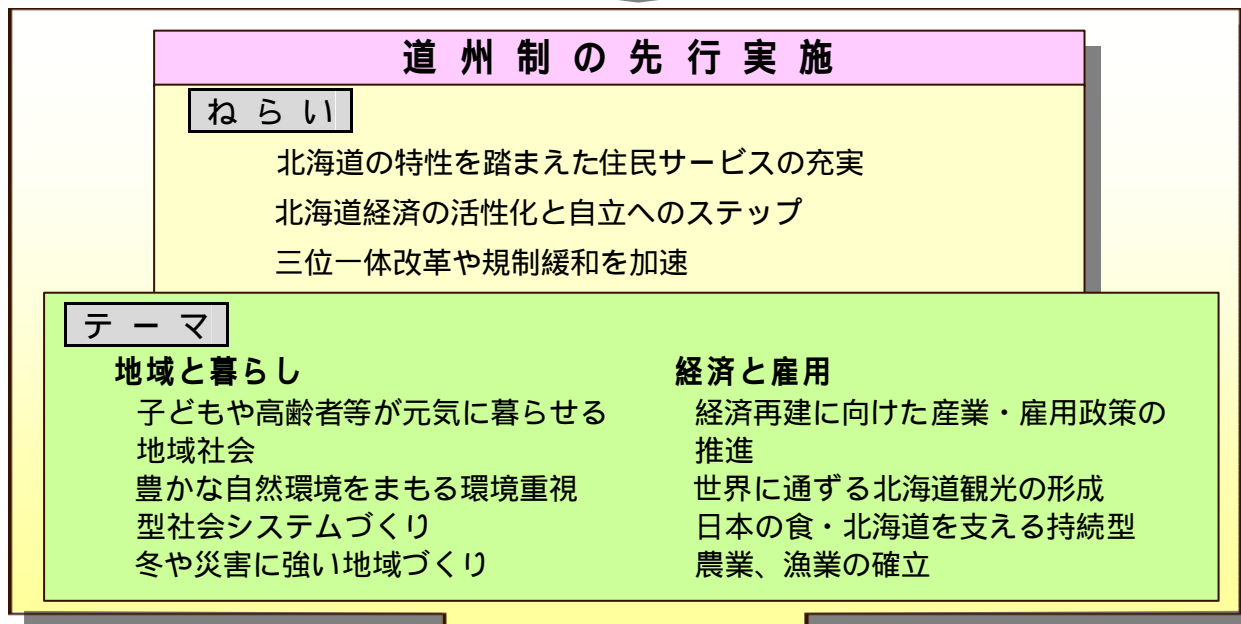 道州制の先行実施
ねらい
北海道の特性を踏まえた住民サービスの充実
北海道経済の活性化と自立へのステップ
三位一体改革や規制緩和を加速
テーマ
地域と暮らし
子どもや高齢者等が元気に暮らせる
地域社会
豊かな自然環境をまもる環境重視
型社会システムづくり
冬や災害に強い地域づくり
経済と雇用
経済再建に向けた産業・雇用政策の
推進
世界に通ずる北海道観光の形成
日本の食・北海道を支える持続型
農業、漁業の確立